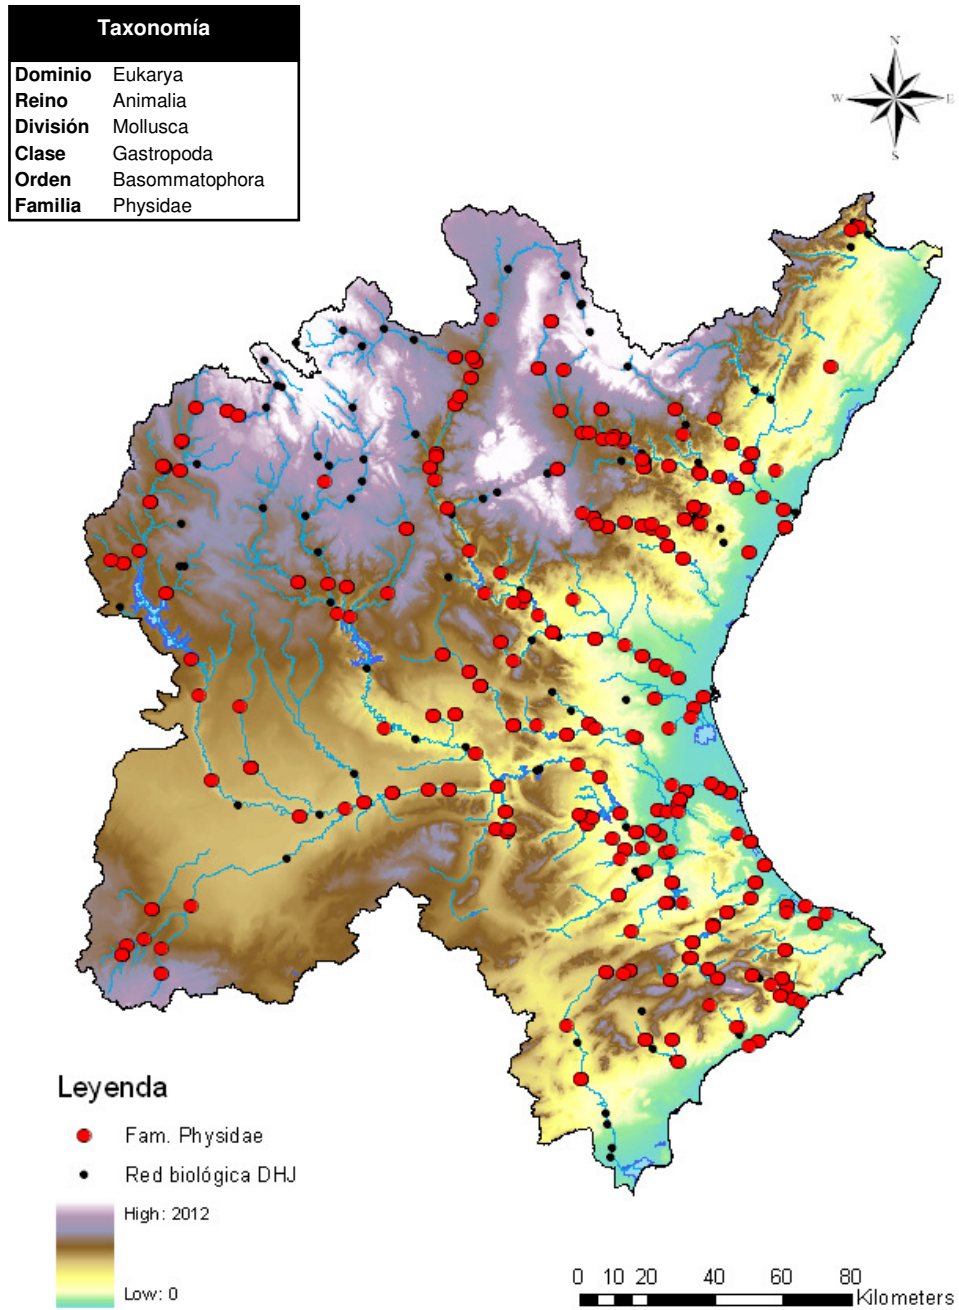 Taxonomía
Dominio Eukarya
Reino Animalia
División Mollusca
Clase Gastropoda
Orden Basommatophora
Familia Physidae
N
W E
S
Leyenda
Fam. Physidae
Red biológica DHJ
High: 2012
Low: 0
0 10 20 40 60 80
Kilometers